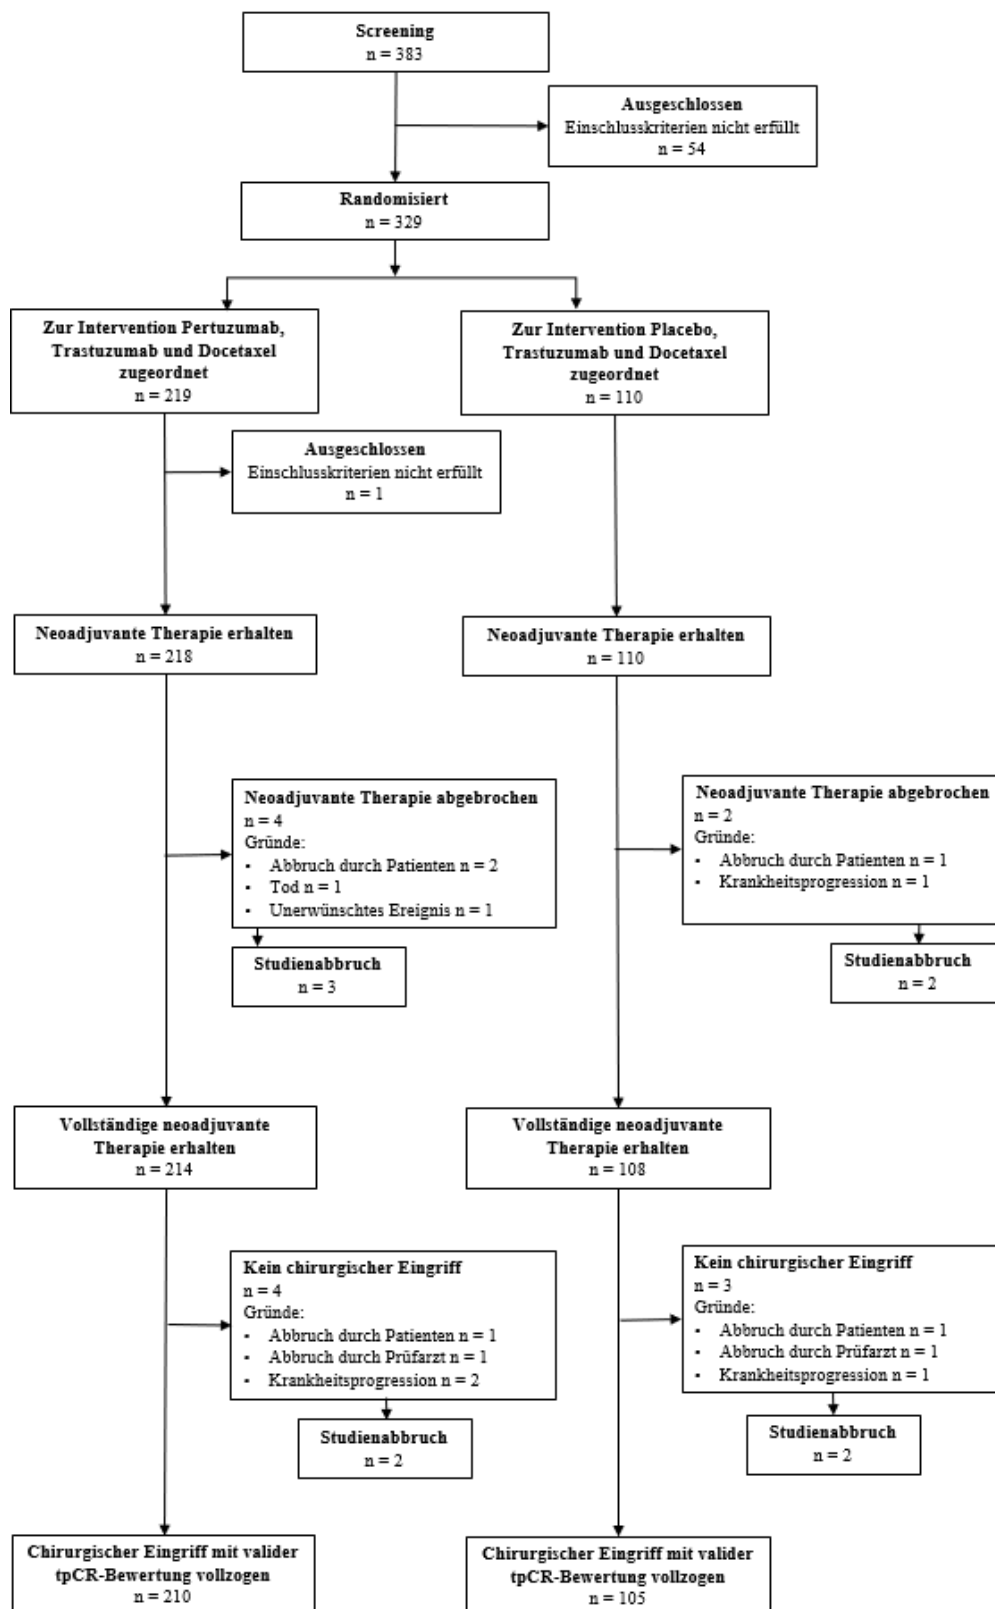 Screening
n = 383
Ausgeschlossen
Einschlusskriterien nicht erfüllt
n = 54
Randomisiert
n = 329
Zur Intervention Pertuzumab,
Trastuzumab und Docetaxel
zugeordnet
n = 219
Zur Intervention Placebo,
Trastuzumab und Docetaxel
zugeordnet
n = 110
Ausgeschlossen
Einschlusskriterien nicht erfüllt
n = 1
Neoadjuvante Therapie erhalten
n = 218
Neoadjuvante Therapie erhalten
n = 110
Neoadjuvante Therapie abgebrochen
n = 4
Gründe:
▪ Abbruch durch Patienten n = 2
▪ Tod n = 1
▪ Unerwünschtes Ereignis n = 1
Neoadjuvante Therapie abgebrochen
n = 2
Gründe:
▪ Abbruch durch Patienten n = 1
▪ Krankheitsprogression n = 1
Studienabbruch
n = 3
Studienabbruch
n = 2
Vollständige neoadjuvante
Therapie erhalten
n = 214
Vollständige neoadjuvante
Therapie erhalten
n = 108
Kein chirurgischer Eingriff
n = 4
Gründe:
▪ Abbruch durch Patienten n = 1
▪ Abbruch durch Prüfarzt n = 1
▪ Krankheitsprogression n = 2
Kein chirurgischer Eingriff
n = 3
Gründe:
▪ Abbruch durch Patienten n = 1
▪ Abbruch durch Prüfarzt n = 1
▪ Krankheitsprogression n = 1
Studienabbruch
n = 2
Studienabbruch
n = 2
Chirurgischer Eingriff mit valider
tpCR-Bewertung vollzogen
n = 210
Chirurgischer Eingriff mit valider
tpCR-Bewertung vollzogen
n = 105